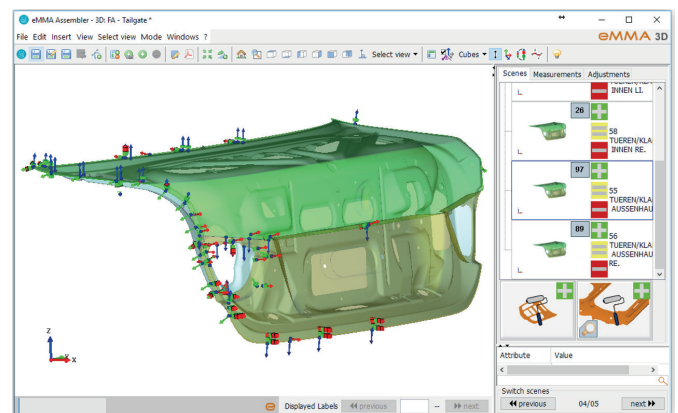 eMMA Assembler - 3D: FA - Tailgate *
File Edit Insert View Select view Mode Windows ?
eMMA 3D
Select view
Cubes
Scenes Measurements Adjustments
INNEN LI.
26
58
TUEREN/KLA
INNEN RE.
97
55
TUEREN/KLA
AUSSENHAU
89
56
TUEREN/KLA
AUSSENHAU
RE.
Z
X
Attribute Value
Switch scenes
previous 04/05 next
Displayed Labels previous -- next